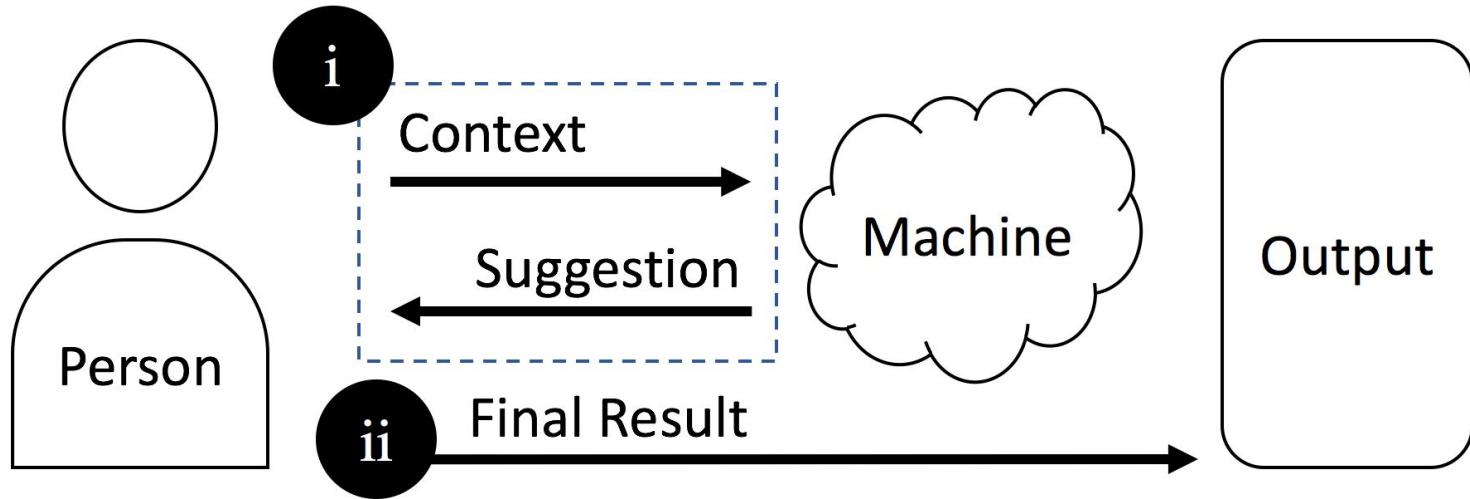 i
Context
Suggestion
Machine
Output
Person
ii
Final Result